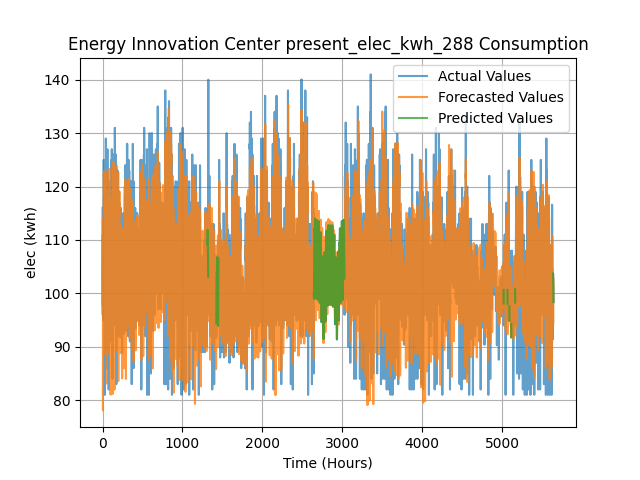 Energy Innovation Center present_elec_kwh_288 Consumption
Actual Values
Forecasted Values
Predicted Values
140
130
120
110
100
90
80
elec (kwh)
0
1000
2000
3000
4000
5000
Time (Hours)